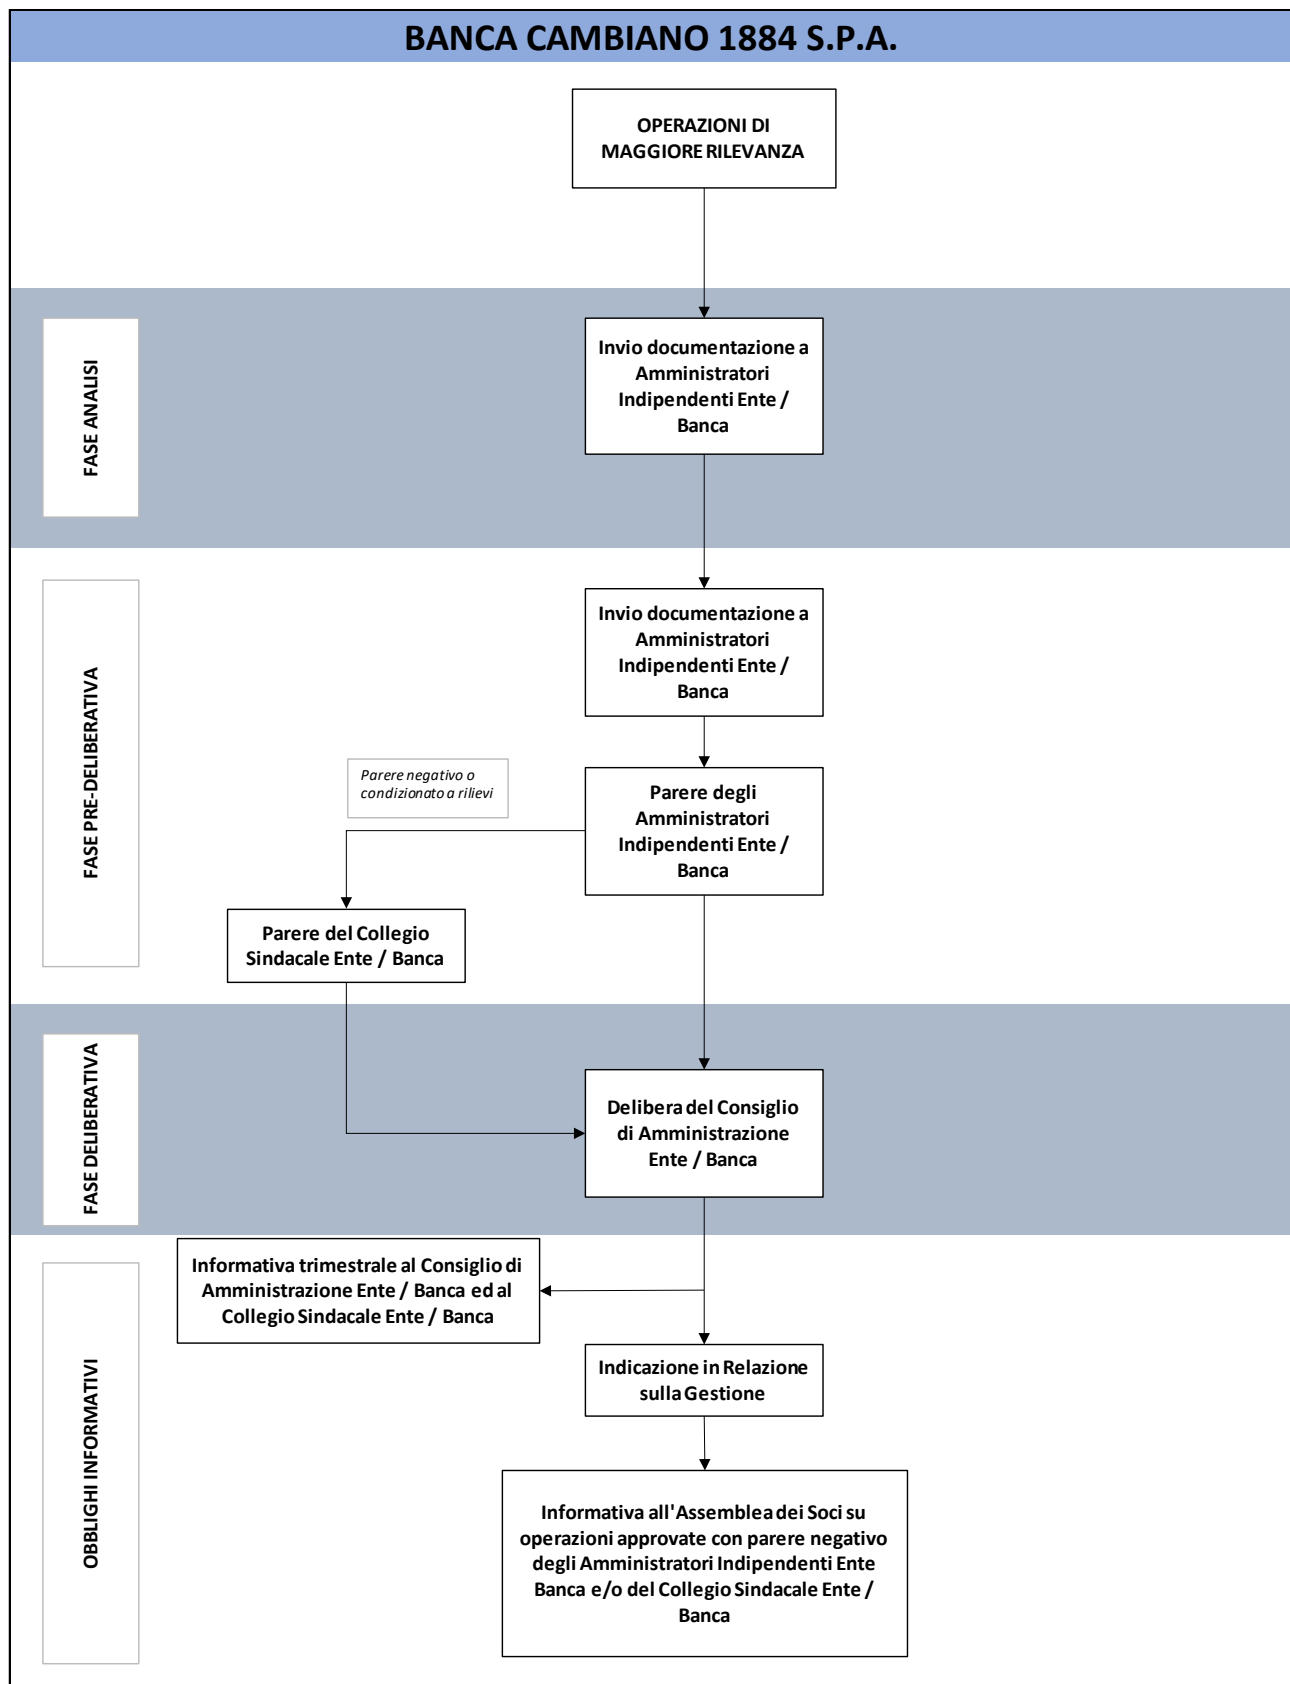 BANCA CAMBIANO 1884 S.P.A.
OPERAZIONI DI
MAGGIORE RILEVANZA
FASE ANALISI
Invio documentazione a
Amministratori
Indipendenti Ente /
Banca
FASE PRE-DELIBERATIVA
Invio documentazione a
Amministratori
Indipendenti Ente /
Banca
Parere negativo o
condizionato a rilievi
Parere degli
Amministratori
Indipendenti Ente /
Banca
Parere del Collegio
Sindacale Ente / Banca
FASE DELIBERATIVA
Delibera del Consiglio
di Amministrazione
Ente / Banca
OBBLIGHI INFORMATIVI
Informativa trimestrale al Consiglio di
Amministrazione Ente / Banca ed al
Collegio Sindacale Ente / Banca
Indicazione in Relazione
sulla Gestione
Informativa all'Assemblea dei Soci su
operazioni approvate con parere negativo
degli Amministratori Indipendenti Ente
Banca e/o del Collegio Sindacale Ente /
Banca